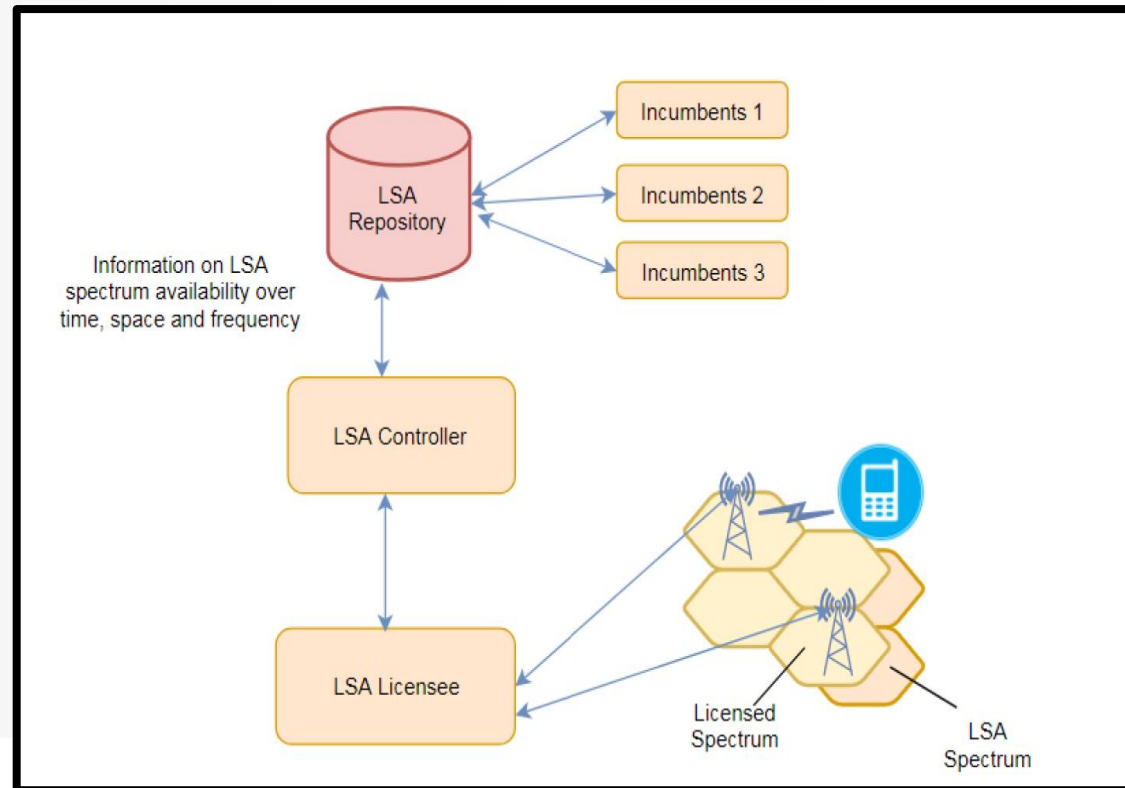 Incumbents 1
LSA
Repository
Incumbents 2
Incumbents 3
Information on LSA
spectrum availability over
time, space and frequency
LSA Controller
LSA Licensee
Licensed
Spectrum
LSA
Spectrum